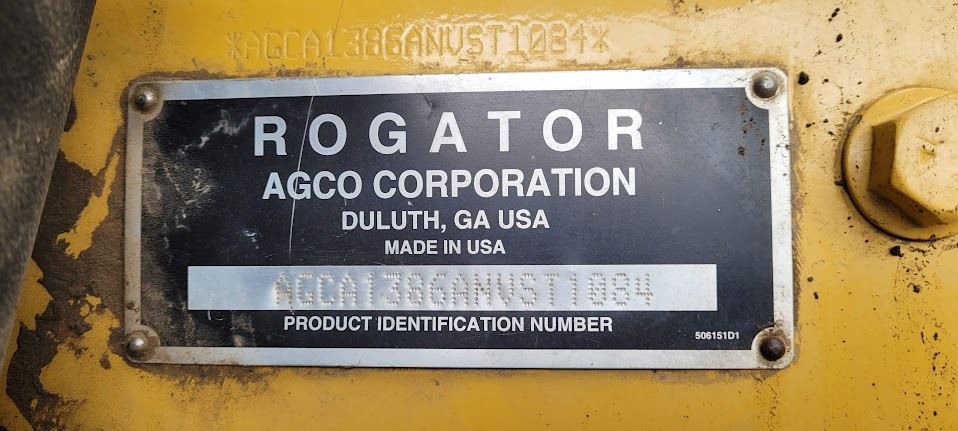 *AGCA1386ANVST1084*
ROGATOR
AGCO CORPORATION
DULUTH, GA USA
MADE IN USA
AGCA1386ANVST1084
PRODUCT IDENTIFICATION NUMBER
506151D1